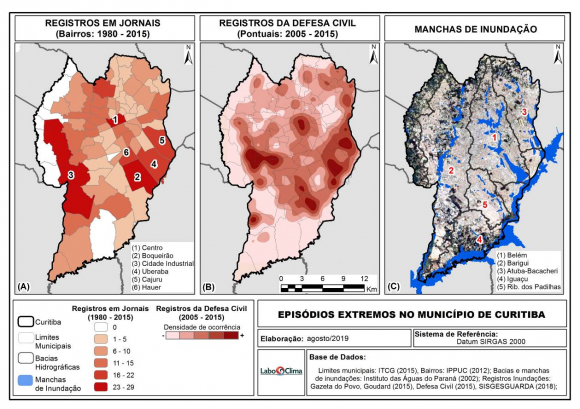 REGISTROS EM JORNAIS
(Bairros: 1980 - 2015)
N
1
5
6
4
2
3
(1) Centro
(2) Boqueirão
(3) Cidade Industrial
(4) Uberaba
(5) Cajuru
(6) Hauer
(A)
REGISTROS DA DEFESA CIVIL
(Pontuais: 2005 - 2015)
N
0 3 6 9 12
Km
(B)
MANCHAS DE INUNDAÇÃO
N
3
1
2
5
4
(1) Belém
(2) Barigui
(3) Atuba-Bacacheri
(4) Iguaçu
(5) Rib. dos Padilhas
(C)
Curitiba
Limites
Municipais
Bacias
Hidrográficas
Manchas
de Inundação
Registros em Jornais
(1980 - 2015)
0
1 - 5
6 - 10
11 - 15
16 - 22
23 - 29
Registros da Defesa Civil
(2005 - 2015)
Densidade de ocorrência
- +
EPISÓDIOS EXTREMOS NO MUNICÍPIO DE CURITIBA
Elaboração: agosto/2019
Sistema de Referência:
Datum SIRGAS 2000
LaboClima
Base de Dados:
Limites municipais: ITCG (2015), Bairros: IPPUC (2012); Bacias e manchas
de inundações: Instituto das Águas do Paraná (2002); Registros Inundações:
Gazeta do Povo, Goudard (2015), Defesa Civil (2015), SISGESGUARDA (2018);